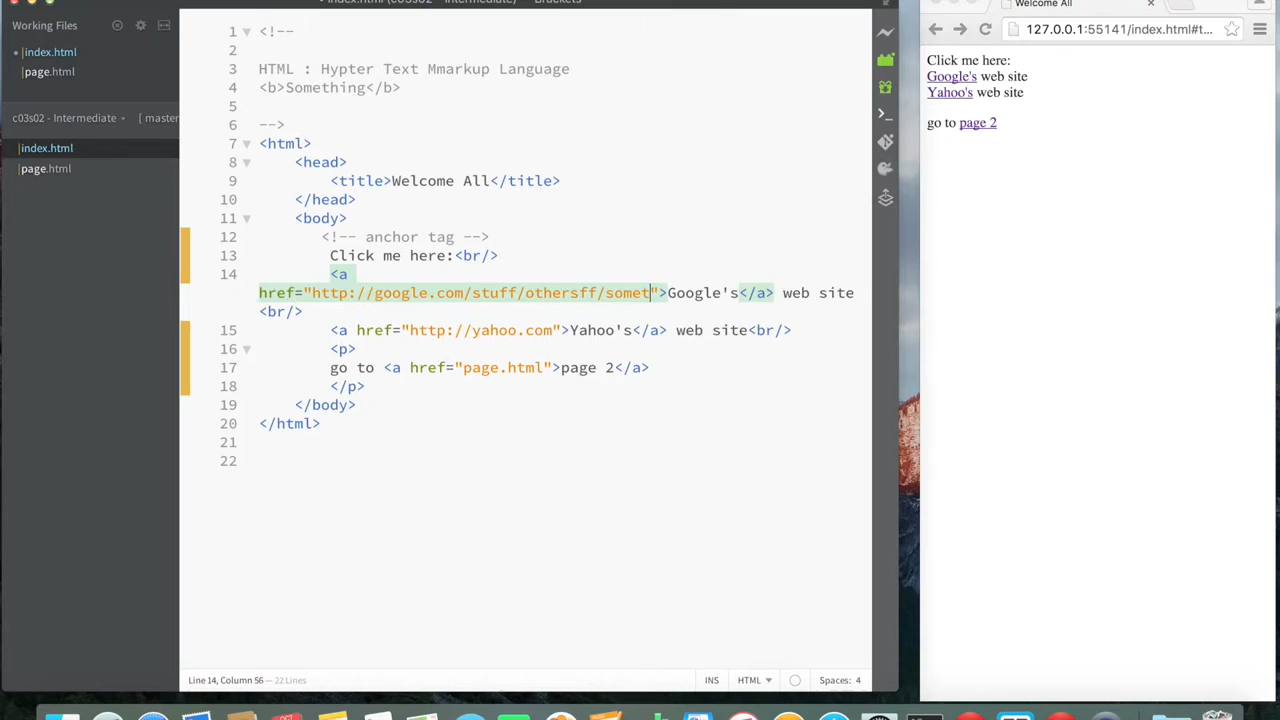 index.html (c03s02 - Intermediate) - Brackets
Working Files
index.html
page.html
c03s02 - Intermediate
[ master
index.html
page.html
1 <!--
2
3 HTML : Hypter Text Mmarkup Language
4 <b>Something</b>
5
6 -->
7 <html>
8 <head>
9 <title>Welcome All</title>
10 </head>
11 <body>
12 <!-- anchor tag -->
13 Click me here:<br/>
14 <a
href="http://google.com/stuff/othersff/somet">Google's</a> web site
<br/>
15 <a href="http://yahoo.com">Yahoo's</a> web site<br/>
16 <p>
17 go to <a href="page.html">page 2</a>
18 </p>
19 </body>
20 </html>
21
22
Line 14, Column 56 — 22 Lines
INS
HTML
Spaces: 4
Welcome All
127.0.0.1:55141/index.html#t...
Click me here:
Google's web site
Yahoo's web site
go to page 2